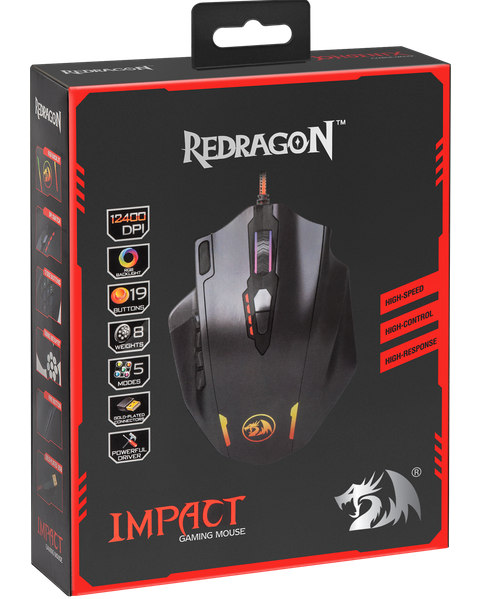 REDRAGON™
12400
DPI
RGB
BACKLIGHT
19
BUTTONS
8
WEIGHTS
5
MODES
GOLD-PLATED
CONNECTORS
POWERFUL
DRIVER
HIGH-SPEED
HIGH-CONTROL
HIGH-RESPONSE
IMPACT
GAMING MOUSE
®